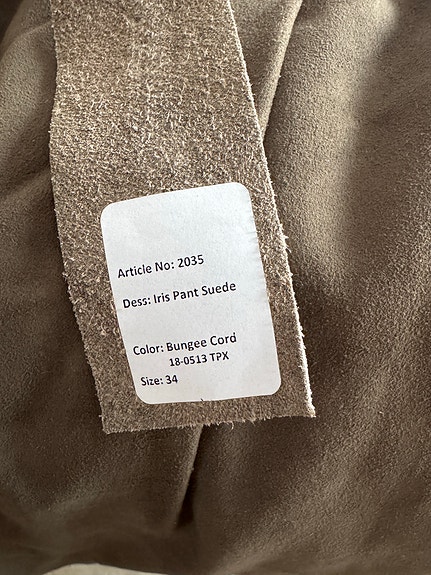 Article No: 2035
Dess: Iris Pant Suede
Color: Bungee Cord
18-0513 TPX
Size: 34